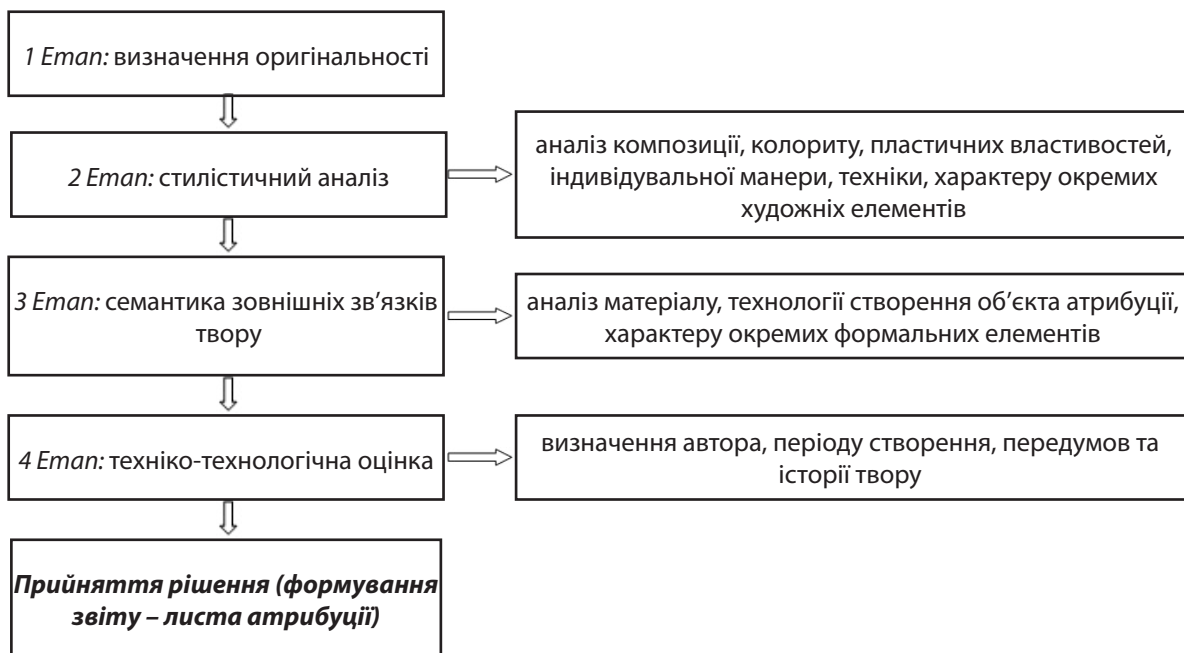 1 Етап: визначення оригінальності
2 Етап: стилістичний аналіз
аналіз композиції, колориту, пластичних властивостей,
індивідувальної манери, техніки, характеру окремих
художніх елементів
3 Етап: семантика зовнішніх зв’язків
твору
аналіз матеріалу, технології створення об’єкта атрибуції,
характеру окремих формальних елементів
4 Етап: техніко-технологічна оцінка
визначення автора, періоду створення, передумов та
історії твору
Прийняття рішення (формування
звіту – листа атрибуції)